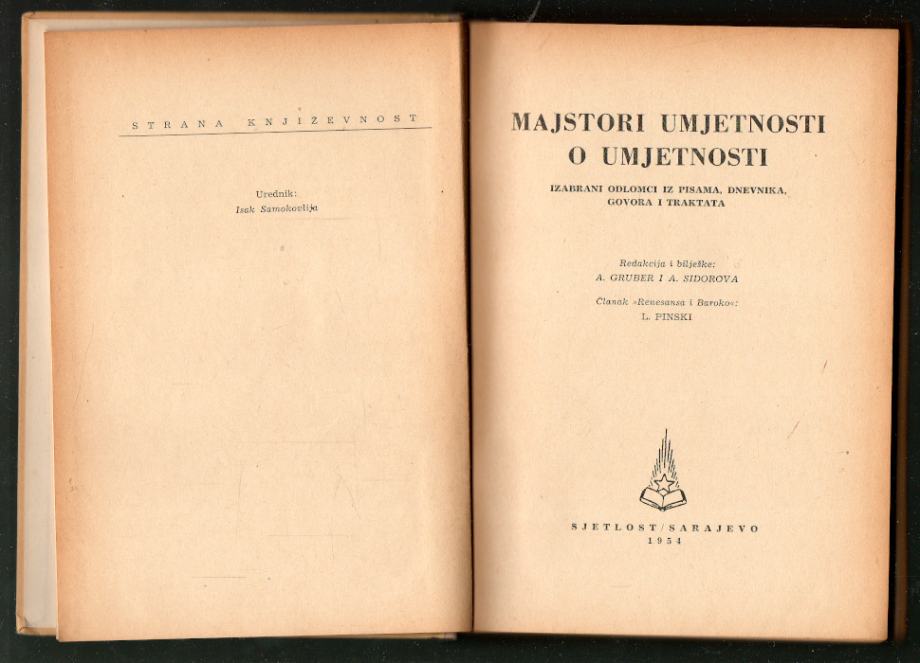 STRANA KNJIŽEVNOST
Urednik:
Isak Samokovlija
MAJSTORI UMJETNOSTI
O UMJETNOSTI
IZABRANI ODLOMCI IZ PISAMA, DNEVNIKA,
GOVORA I TRAKTATA
Redakcija i bilješke:
A. GRUBER I A. SIDOROVA
Članak »Renesansa i Baroko«:
L. PINSKI
SJETLOST/SARAJEVO
1954